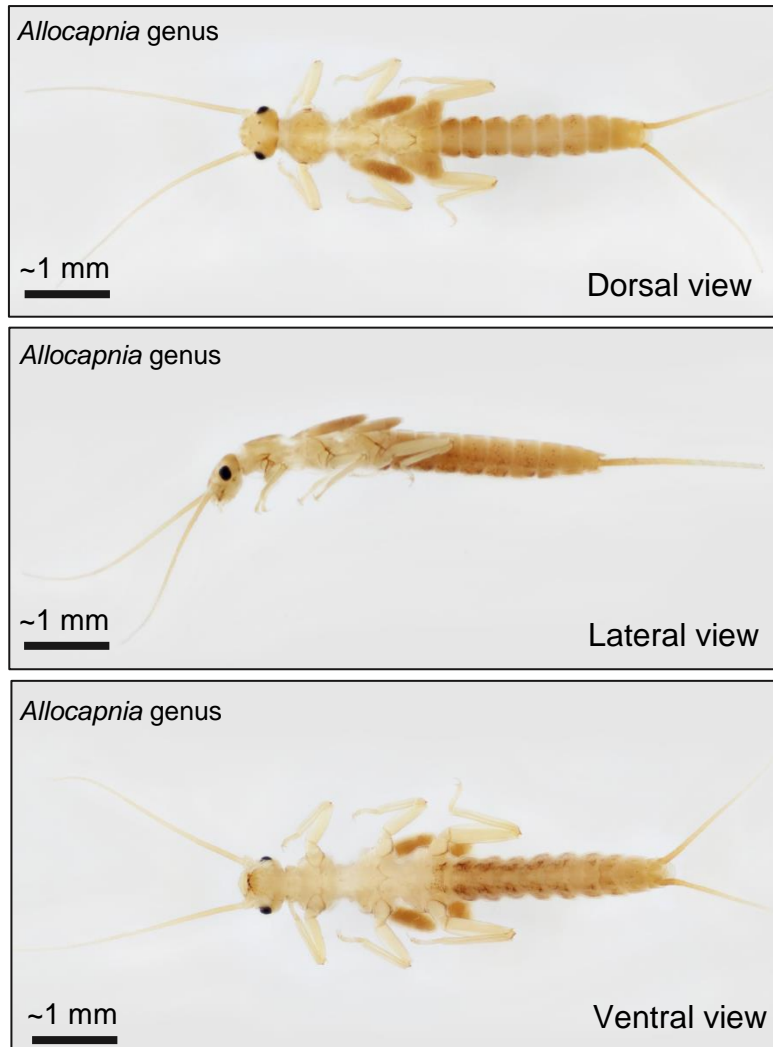 Allocapnia genus
~1 mm
Dorsal view
Allocapnia genus
~1 mm
Lateral view
Allocapnia genus
~1 mm
Ventral view